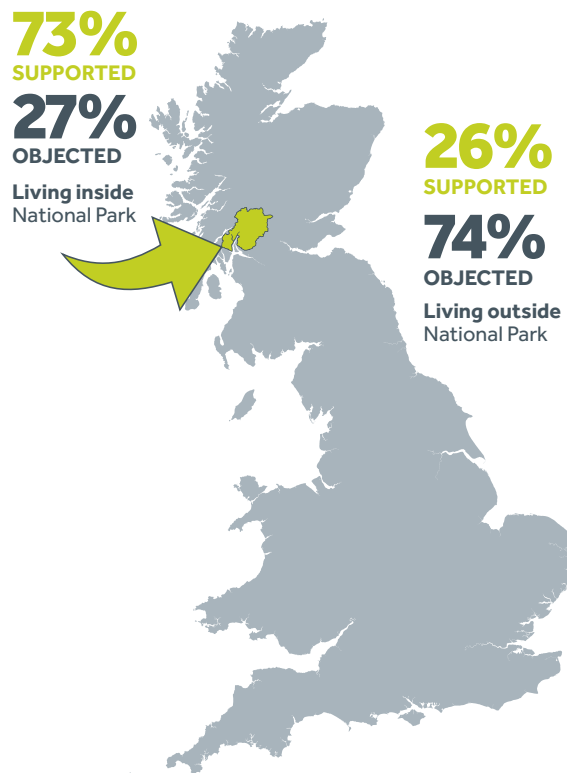 73%
SUPPORTED
27%
OBJECTED
Living inside
National Park
26%
SUPPORTED
74%
OBJECTED
Living outside
National Park